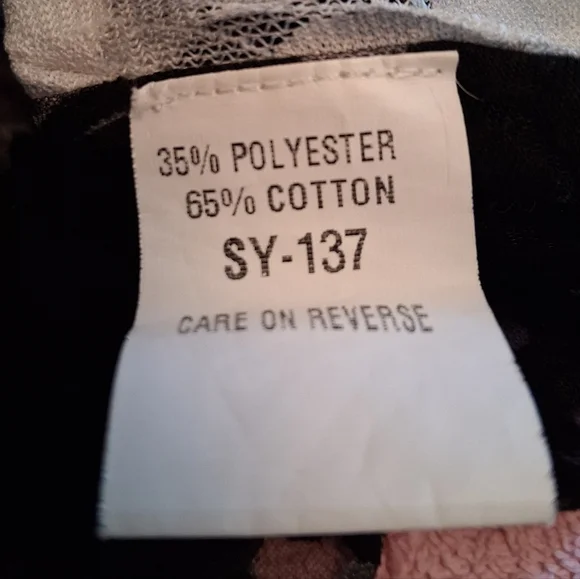 35% POLYESTER
65% COTTON
SY-137
CARE ON REVERSE